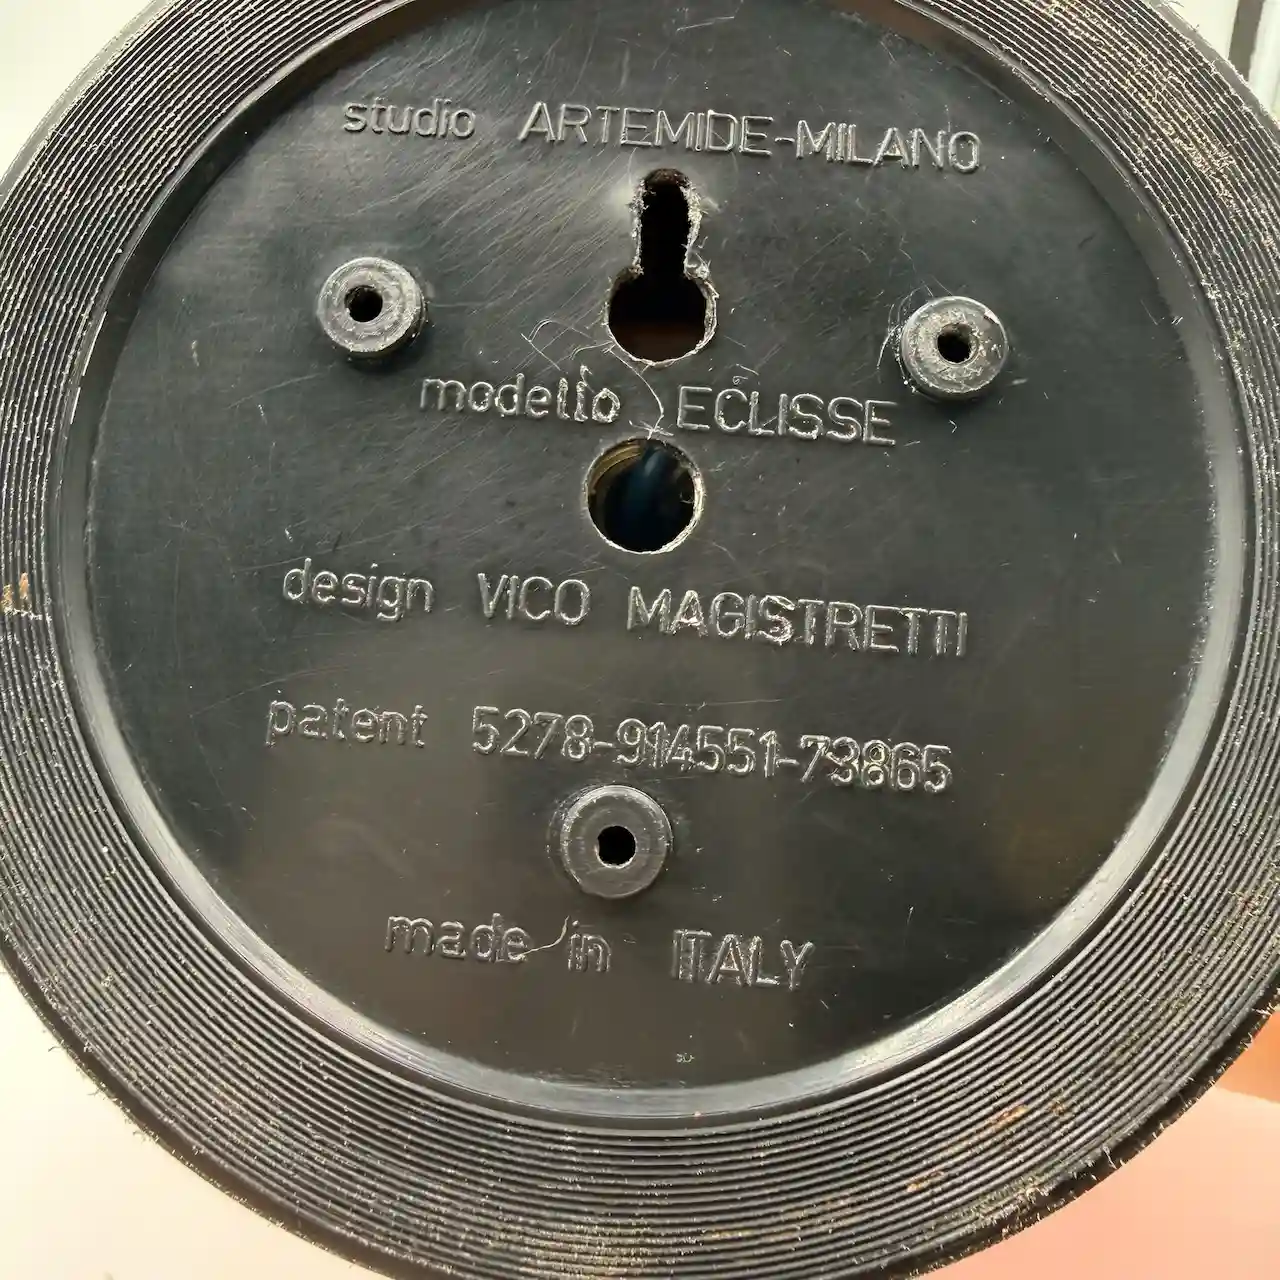 studio ARTEMIDE-MILANO
modello ECLISSE
design VICO MAGISTRETTI
patent 5278-914551-73865
made in ITALY